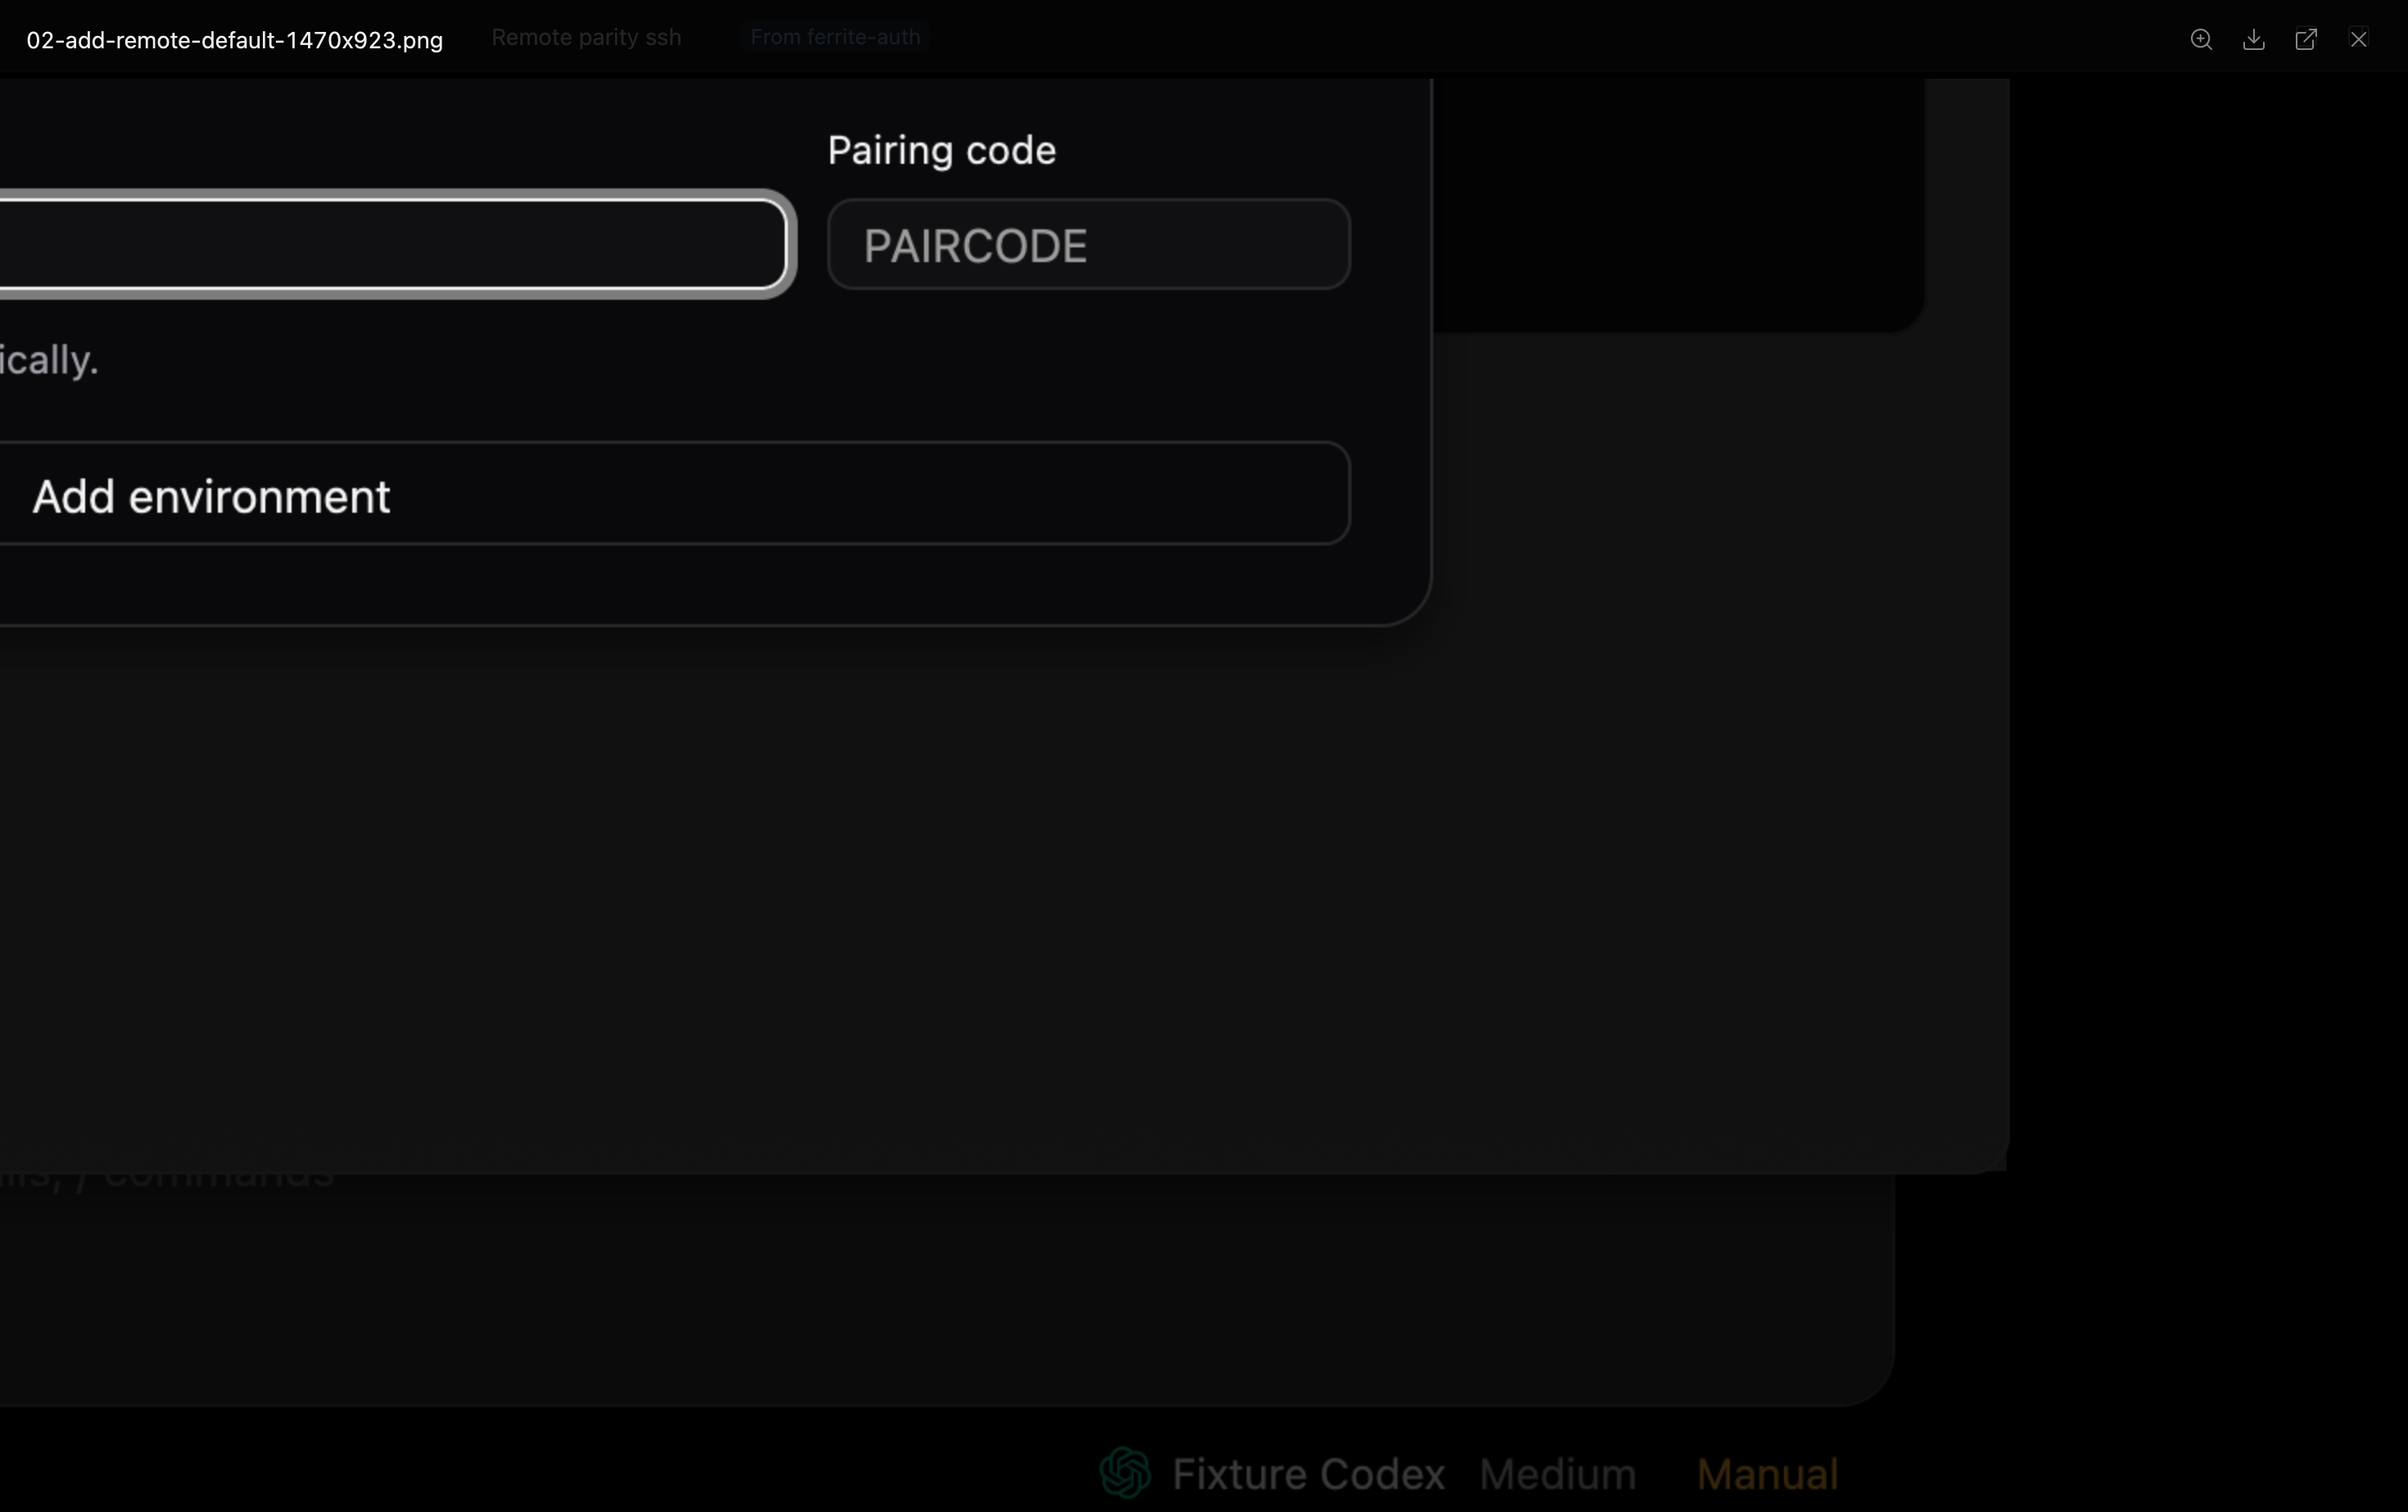 02-add-remote-default-1470x923.png Remote parity ssh From ferrite-auth
Pairing code
PAIRCODE
ically.
Add environment
/ commands
Fixture Codex Medium Manual